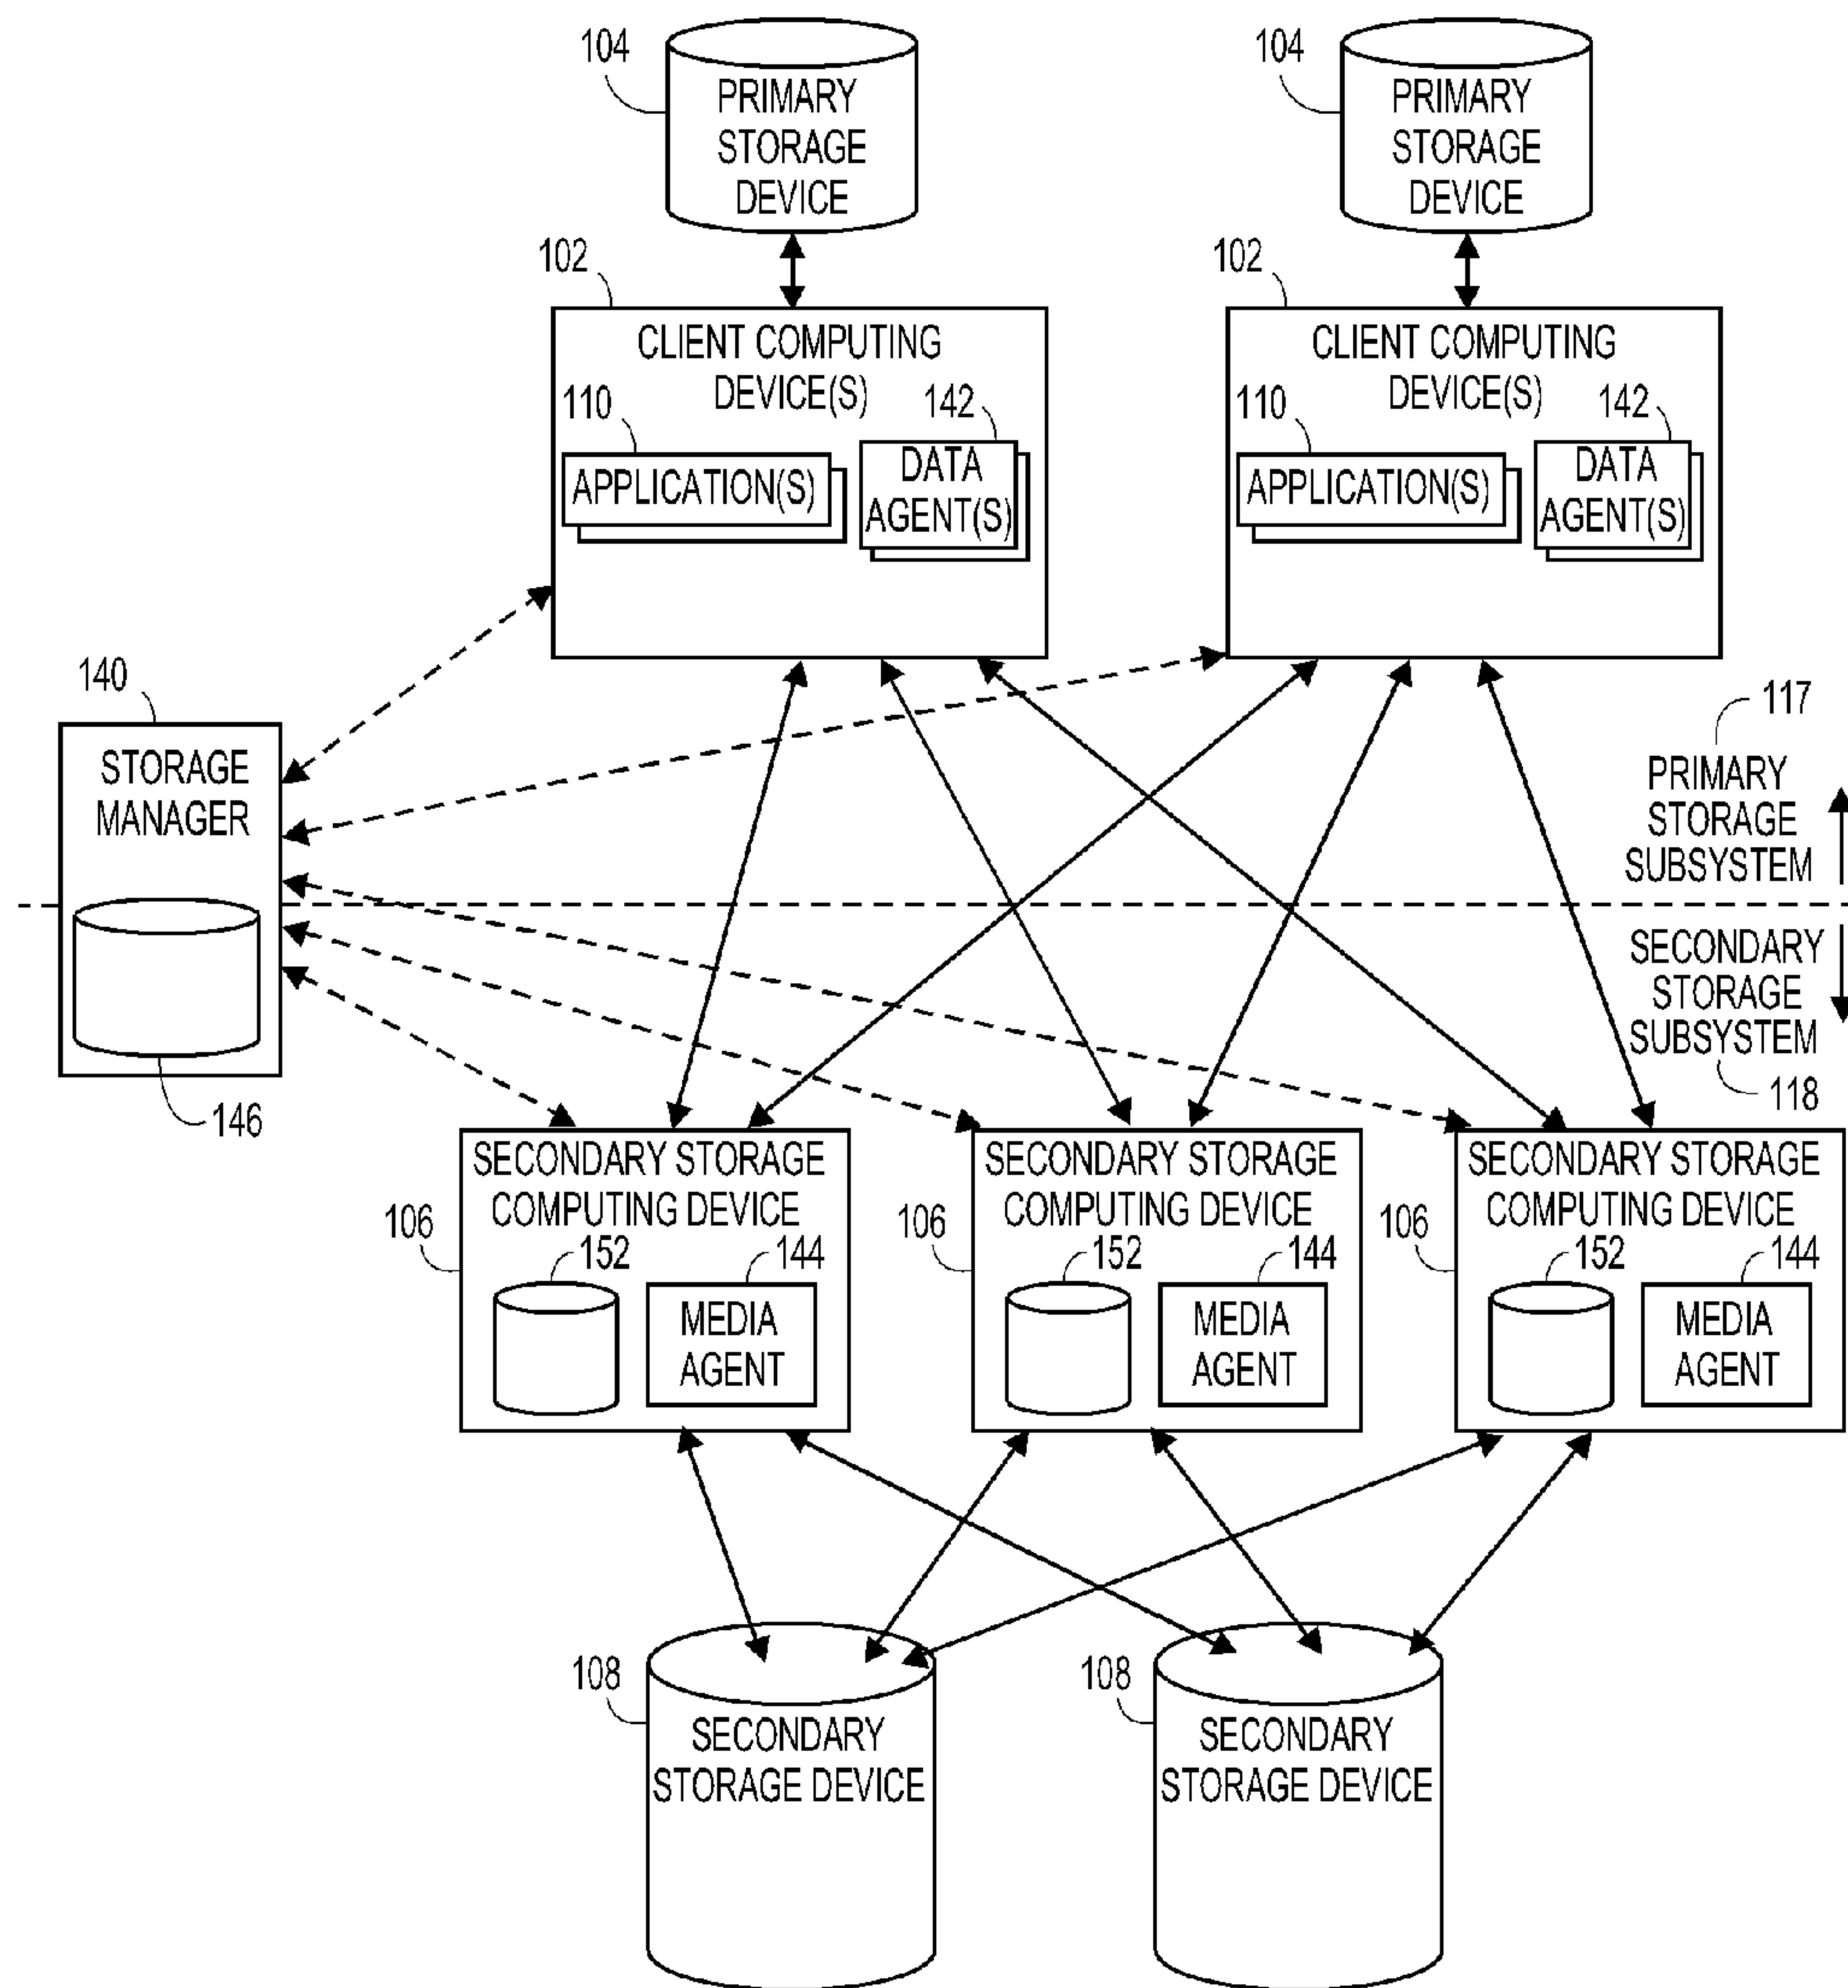 104
PRIMARY
STORAGE
DEVICE
104
PRIMARY
STORAGE
DEVICE
102
CLIENT COMPUTING
DEVICE(S)
110
APPLICATION(S)
142
DATA
AGENT(S)
102
CLIENT COMPUTING
DEVICE(S)
110
APPLICATION(S)
142
DATA
AGENT(S)
140
STORAGE
MANAGER
146
117
PRIMARY
STORAGE
SUBSYSTEM
SECONDARY
STORAGE
SUBSYSTEM
118
SECONDARY STORAGE
COMPUTING DEVICE
106
152
144
MEDIA
AGENT
SECONDARY STORAGE
COMPUTING DEVICE
106
152
144
MEDIA
AGENT
SECONDARY STORAGE
COMPUTING DEVICE
106
152
144
MEDIA
AGENT
108
SECONDARY
STORAGE DEVICE
108
SECONDARY
STORAGE DEVICE